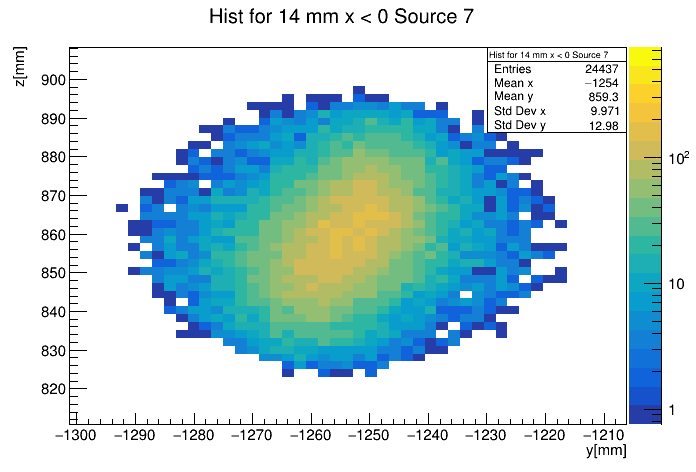 Hist for 14 mm x < 0 Source 7
z[mm]
Hist for 14 mm x < 0 Source 7
Entries 24437
Mean x −1254
Mean y 859.3
Std Dev x 9.971
Std Dev y 12.98
900
890
880
870
860
850
840
830
820
10²
10
1
−1300 −1290 −1280 −1270 −1260 −1250 −1240 −1230 −1220 −1210
y[mm]